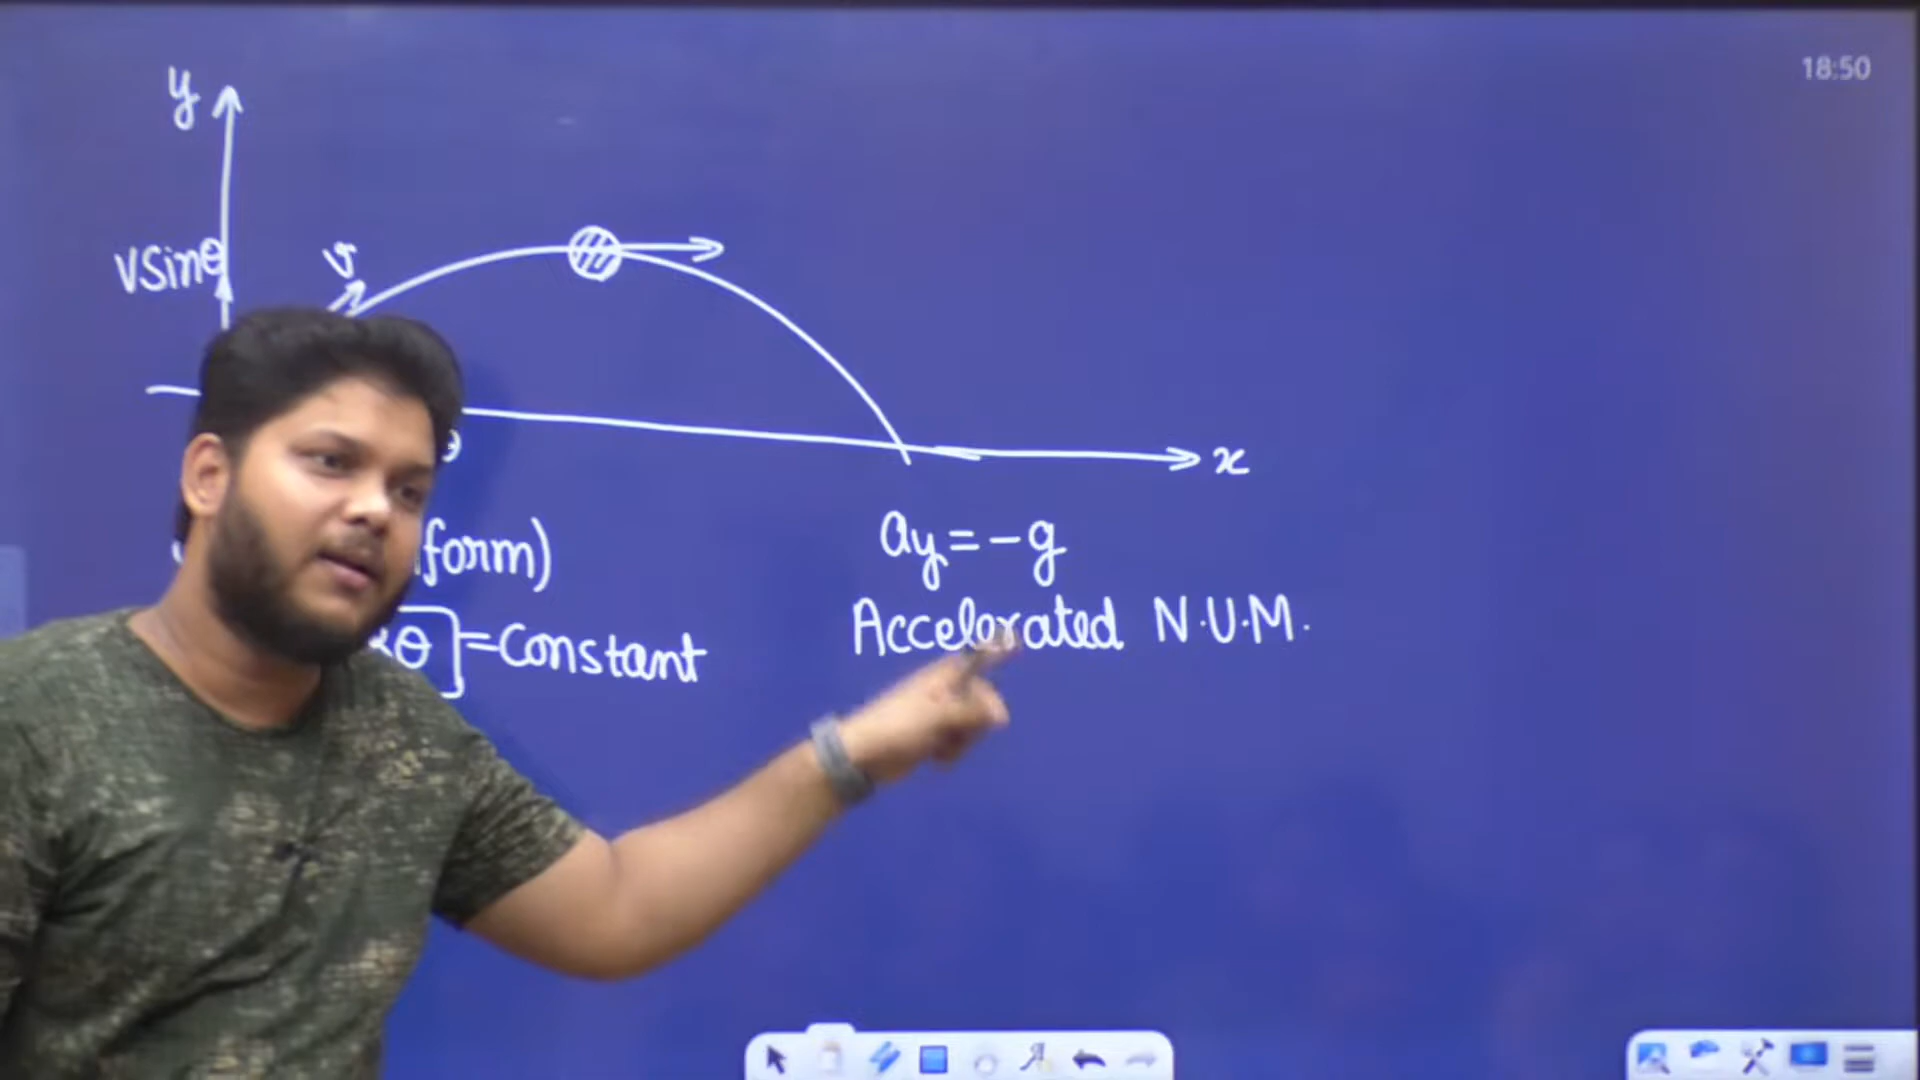 18:50
y
VSinθ
v
x
form)
ay=-g
θ]=Constant
Accelerated N.U.M.